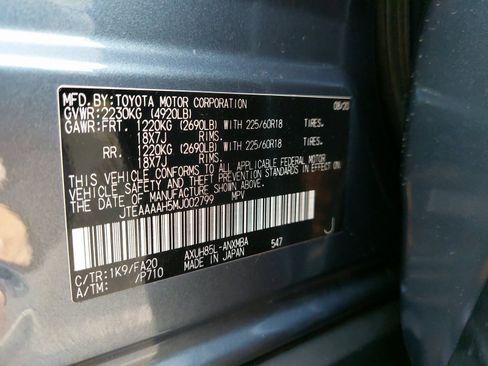 MFD.BY:TOYOTA MOTOR CORPORATION 08/20
GVWR:2230KG (4920LB)
GAWR:FRT. 1220KG (2690LB) WITH 225/60R18 TIRES.
18X7J RIMS.
RR. 1220KG (2690LB) WITH 225/60R18 TIRES.
18X7J RIMS.
THIS VEHICLE CONFORMS TO ALL APPLICABLE FEDERAL MOTOR
VEHICLE SAFETY AND THEFT PREVENTION STANDARDS IN EFFECT ON
THE DATE OF MANUFACTURE SHOWN ABOVE.
JTEAAAAH5MJ002799 MPV
C/TR:1K9/FA20 AXUH85L-ANXMBA 547 J
A/TM: /P710 MADE IN JAPAN